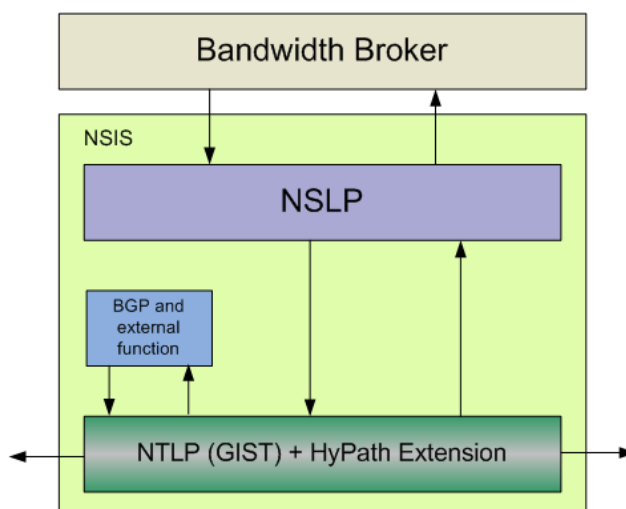 Bandwidth Broker
NSIS
NSLP
BGP and
external
function
NTLP (GIST) + HyPath Extension